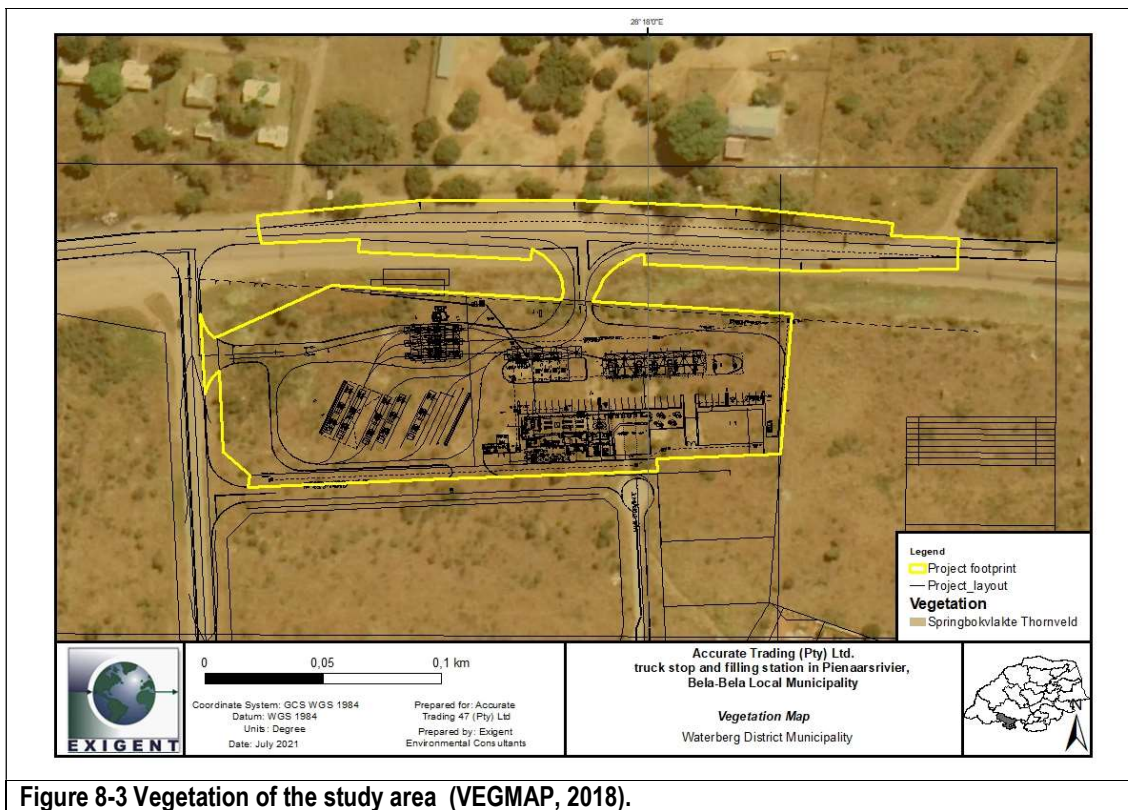 28°18'0"E
Legend
Project footprint
Project_layout
Vegetation
Springbokvlakte Thornveld
EXIGENT
0 0,05 0,1 km
Coordinate System: GCS WGS 1984
Datum: WGS 1984
Units: Degree
Date: July 2021
Prepared for: Accurate
Trading 47 (Pty) Ltd
Prepared by: Exigent
Environmental Consultants
Accurate Trading (Pty) Ltd.
truck stop and filling station in Pienaarsrivier,
Bela-Bela Local Municipality
Vegetation Map
Waterberg District Municipality
N
Figure 8-3 Vegetation of the study area (VEGMAP, 2018).